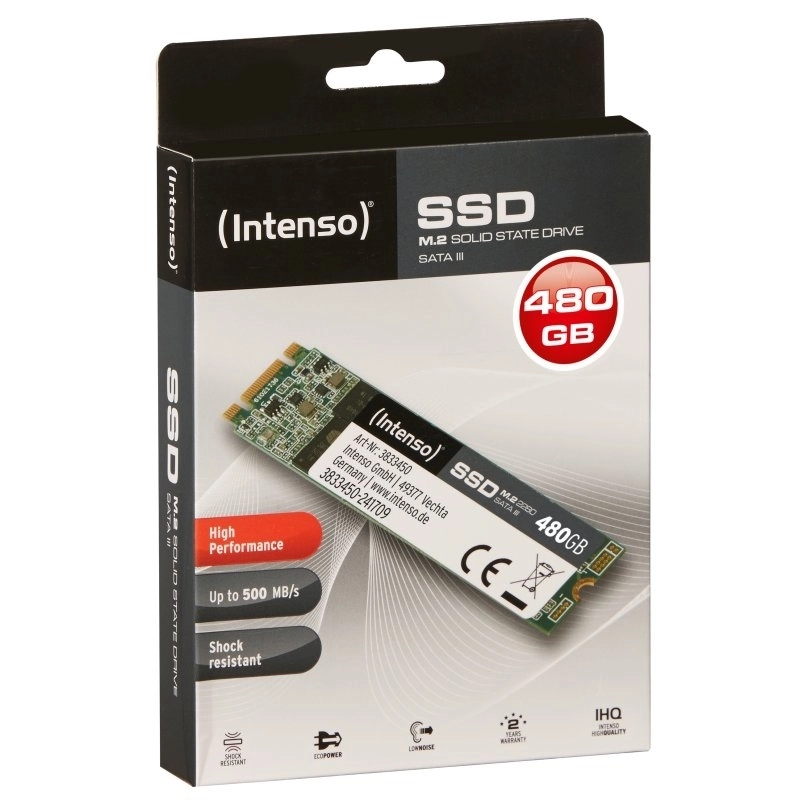 (Intenso)®
SSD
M.2 SOLID STATE DRIVE
SATA III
480
GB
(Intenso)®
SSD
M.2 SOLID STATE DRIVE
SATA III
(Intenso)®
Art-Nr: 3833450
Intenso GmbH | 49377 Vechta
Germany | www.intenso.de
3833450-241709
SSD
M.2 2280
SATA III
480GB
CE
High
Performance
Up to 500 MB/s
Shock
resistant
SHOCK
RESISTANT
ECOPOWER
LOWNOISE
2
YEARS
WARRANTY
IHQ
INTENSO
HIGHQUALITY